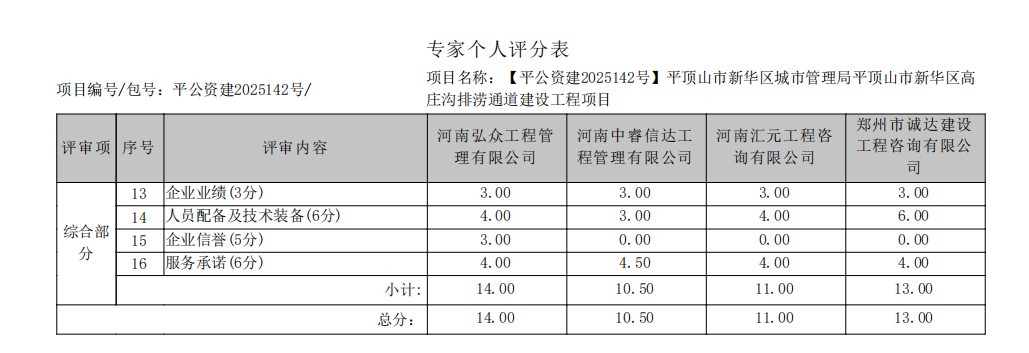 专家个人评分表
项目编号/包号: 平公资建2025142号/
项目名称: 【平公资建2025142号】平顶山市新华区城市管理局平顶山市新华区高
庄沟排涝通道建设工程项目
评审项 序号 评审内容 河南弘众工程管 理有限公司 河南中睿信达工 程管理有限公司 河南汇元工程咨 询有限公司 郑州市诚达建设 工程咨询有限公 司
综合部 分
13 企业业绩(3分) 3.00 3.00 3.00 3.00
14 人员配备及技术装备(6分) 4.00 3.00 4.00 6.00
15 企业信誉(5分) 3.00 0.00 0.00 0.00
16 服务承诺(6分) 4.00 4.50 4.00 4.00
小计: 14.00 10.50 11.00 13.00
总分: 14.00 10.50 11.00 13.00